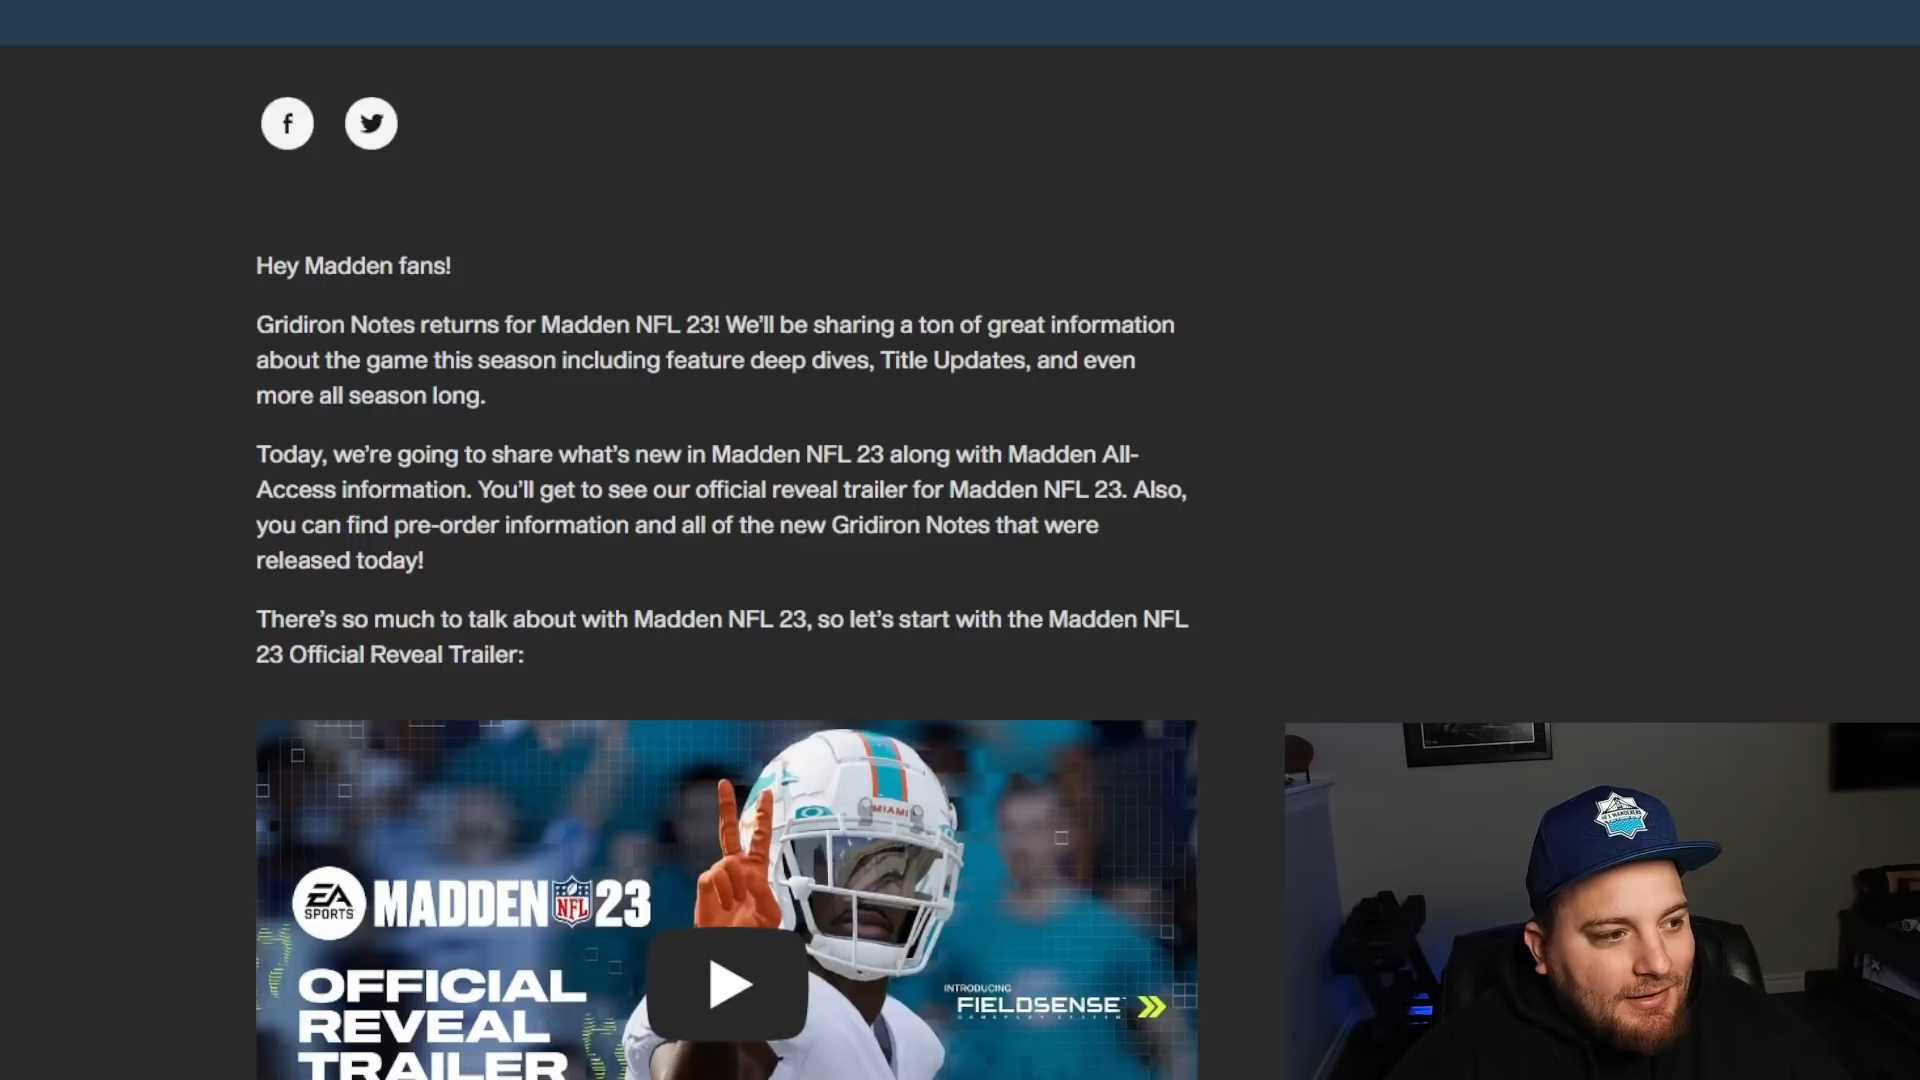 f
Hey Madden fans!
Gridiron Notes returns for Madden NFL 23! We'll be sharing a ton of great information
about the game this season including feature deep dives, Title Updates, and even
more all season long.
Today, we're going to share what's new in Madden NFL 23 along with Madden All-
Access information. You'll get to see our official reveal trailer for Madden NFL 23. Also,
you can find pre-order information and all of the new Gridiron Notes that were
released today!
There's so much to talk about with Madden NFL 23, so let's start with the Madden NFL
23 Official Reveal Trailer:
MIAMI
EA
SPORTS
MADDEN NFL 23
OFFICIAL
REVEAL
TRAILER
INTRODUCING
FIELDSENSE
GAMEPLAY SYSTEM
HFX WANDERERS